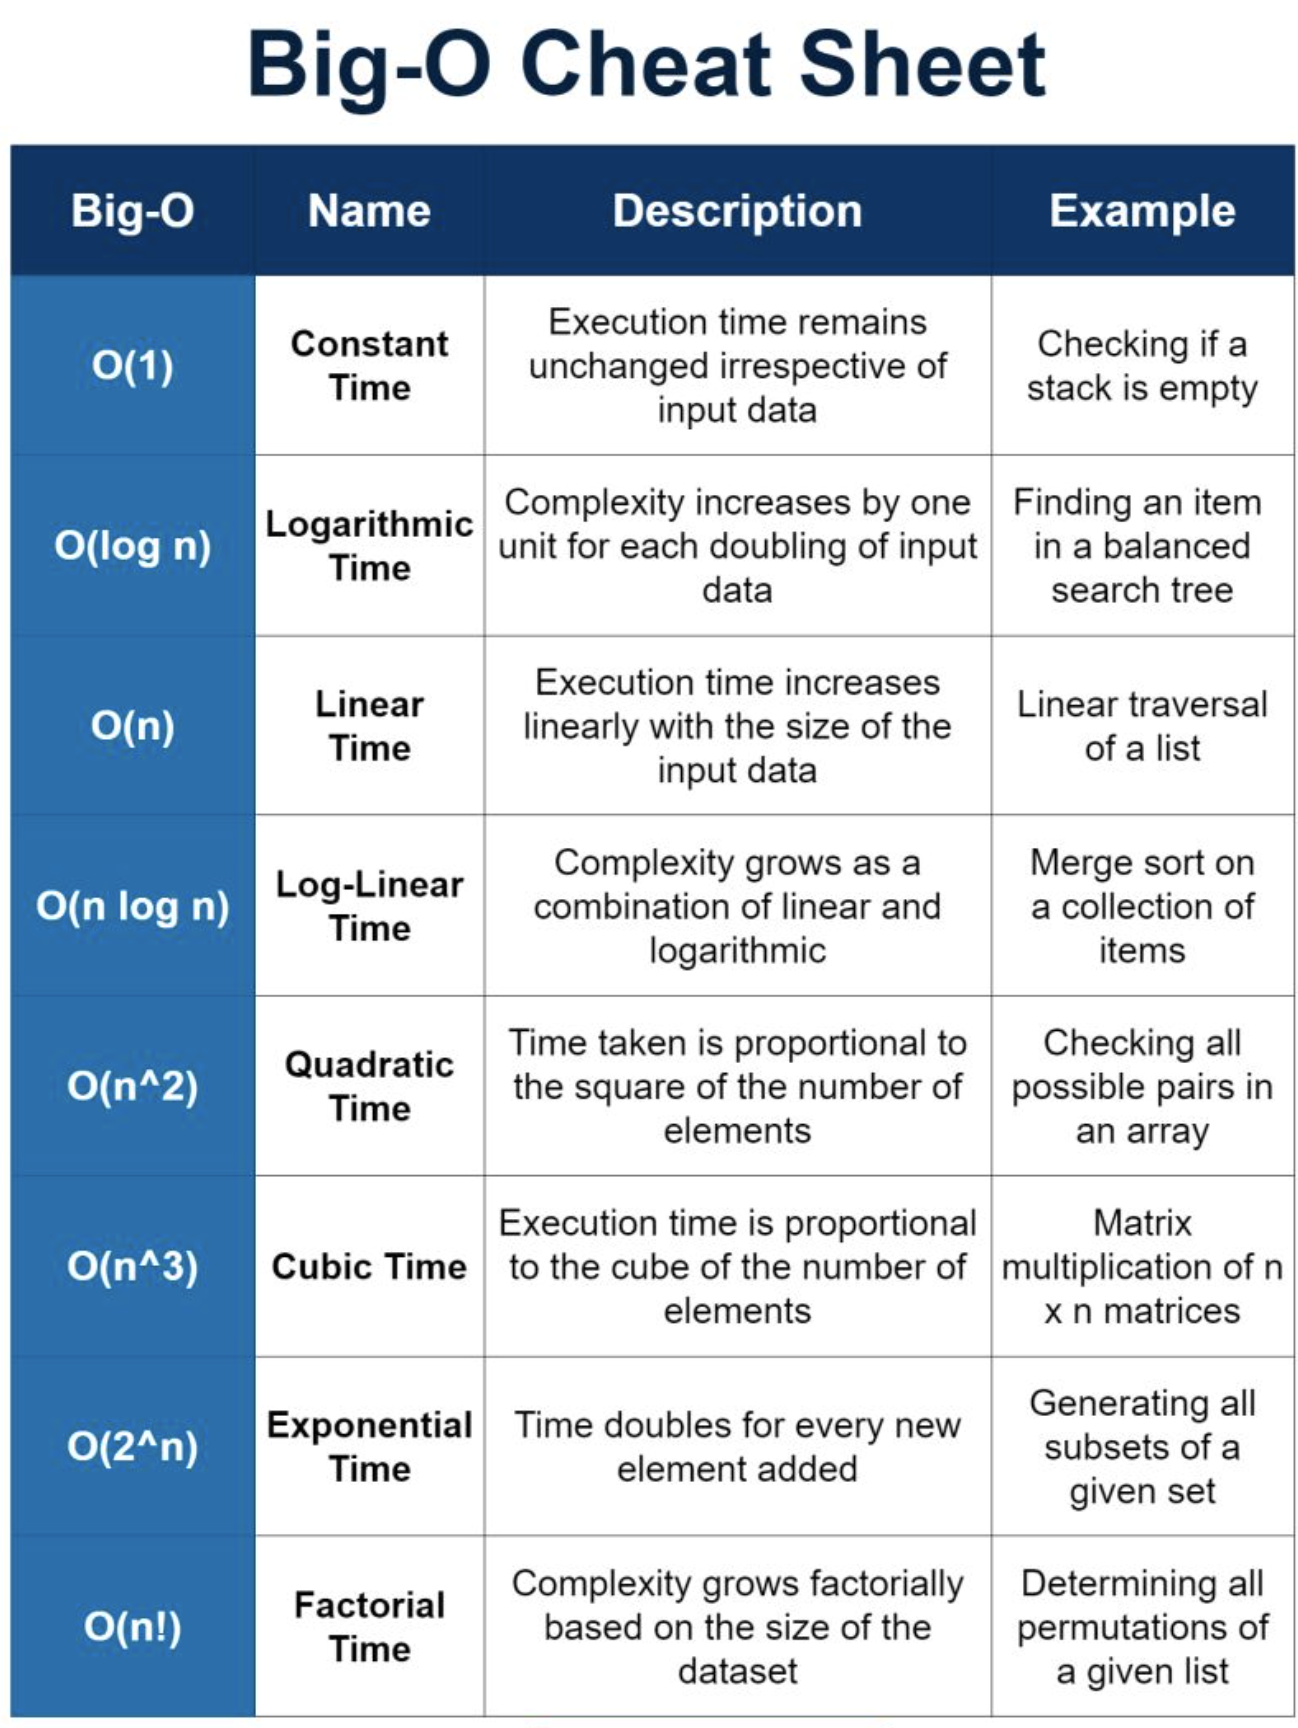 Big-O Cheat Sheet
Big-O
Name
Description
Example
O(1)
Constant
Time
Execution time remains
unchanged irrespective of
input data
Checking if a
stack is empty
O(log n)
Logarithmic
Time
Complexity increases by one
unit for each doubling of input
data
Finding an item
in a balanced
search tree
O(n)
Linear
Time
Execution time increases
linearly with the size of the
input data
Linear traversal
of a list
O(n log n)
Log-Linear
Time
Complexity grows as a
combination of linear and
logarithmic
Merge sort on
a collection of
items
O(n^2)
Quadratic
Time
Time taken is proportional to
the square of the number of
elements
Checking all
possible pairs in
an array
O(n^3)
Cubic Time
Execution time is proportional
to the cube of the number of
elements
Matrix
multiplication of n
x n matrices
O(2^n)
Exponential
Time
Time doubles for every new
element added
Generating all
subsets of a
given set
O(n!)
Factorial
Time
Complexity grows factorially
based on the size of the
dataset
Determining all
permutations of
a given list